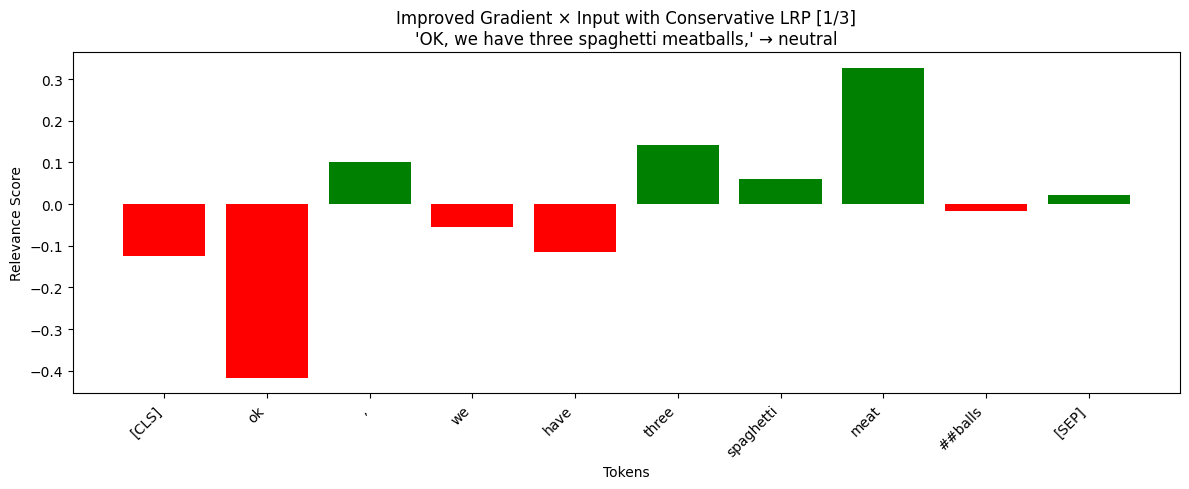 Improved Gradient × Input with Conservative LRP [1/3]
'OK, we have three spaghetti meatballs,' → neutral
Relevance Score
0.3
0.2
0.1
0.0
−0.1
−0.2
−0.3
−0.4
[CLS]
ok
,
we
have
three
spaghetti
meat
##balls
[SEP]
Tokens